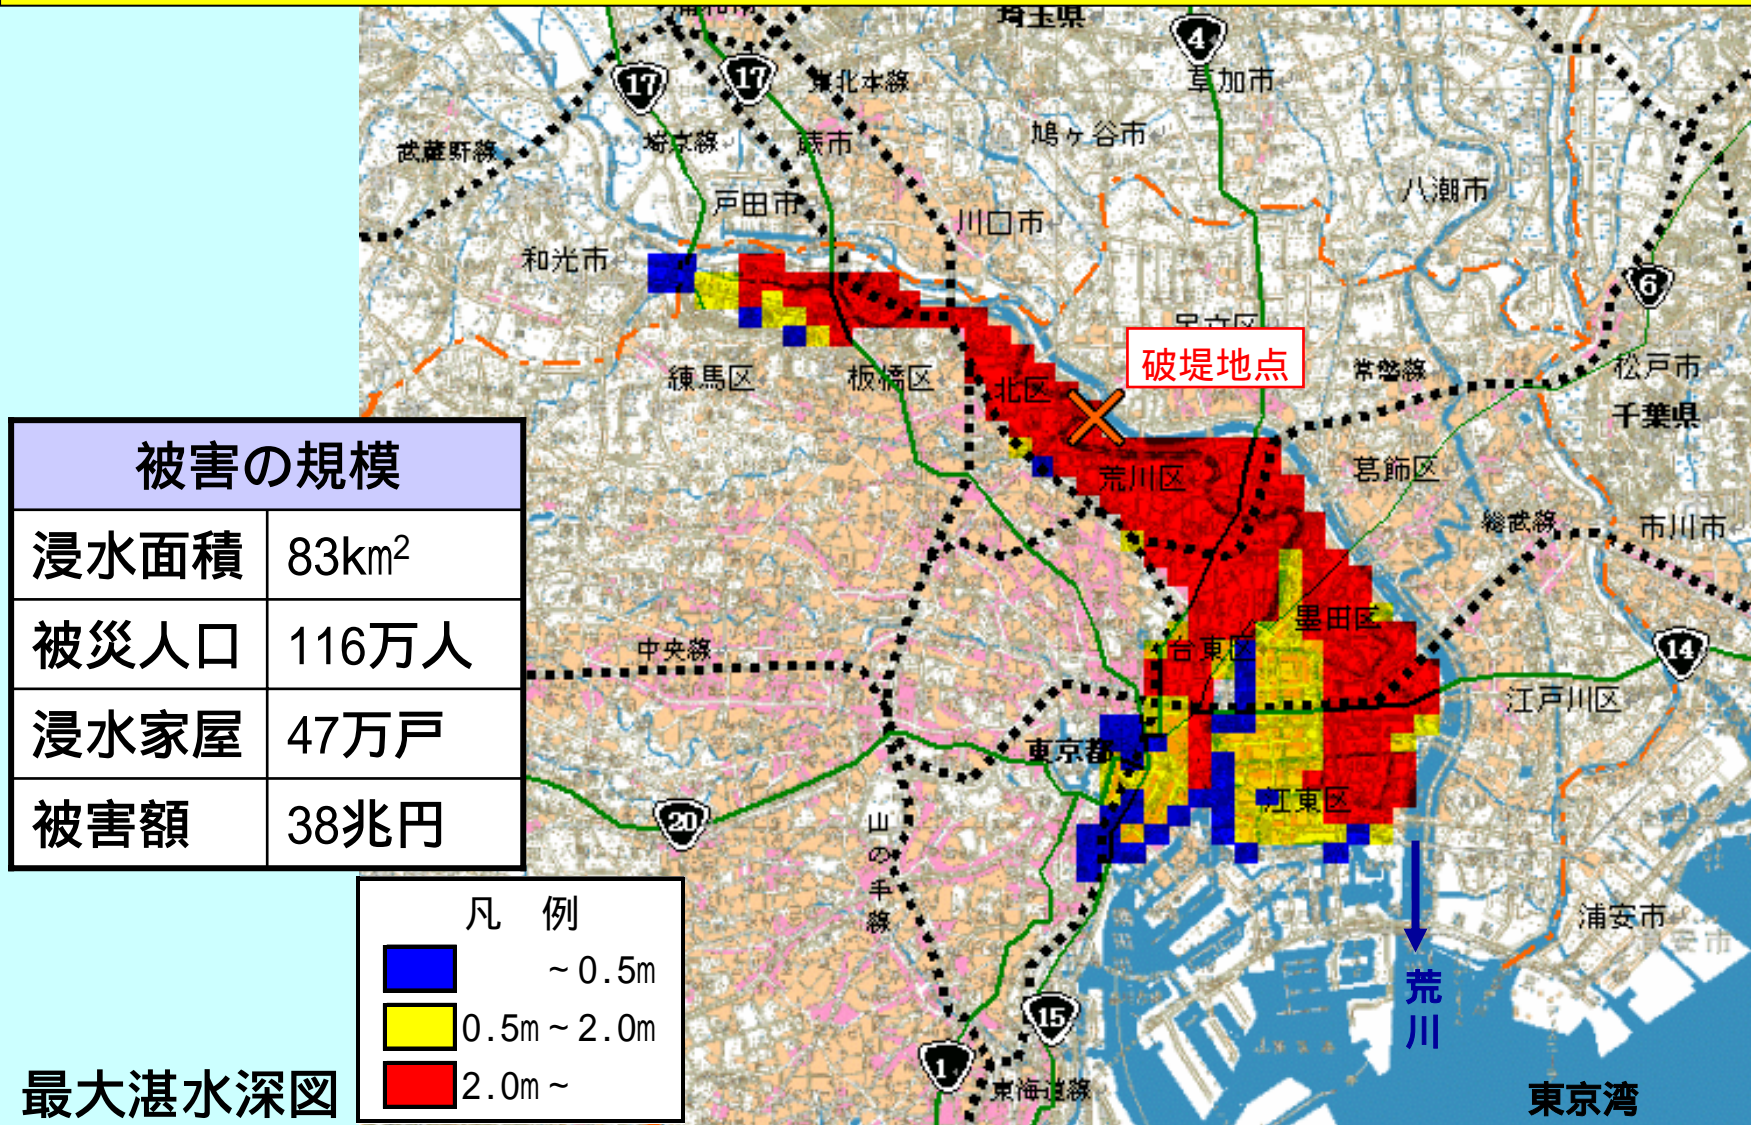 埼玉県
4
17
17
東北本線
草加市
武蔵野線
埼京線
蕨市
鳩ヶ谷市
戸田市
川口市
八潮市
和光市
6
足立区
破堤地点
練馬区
板橋区
北区
常磐線
松戸市
千葉県
荒川区
葛飾区
総武線
市川市
被害の規模
浸水面積 83km²
被災人口 116万人
浸水家屋 47万戸
被害額 38兆円
中央線
台東区
墨田区
14
江戸川区
東京都
江東区
20
山の手線
浦安市
荒川
15
1
東海道線
東京湾
凡 例
~0.5m
0.5m~2.0m
2.0m~
最大湛水深図